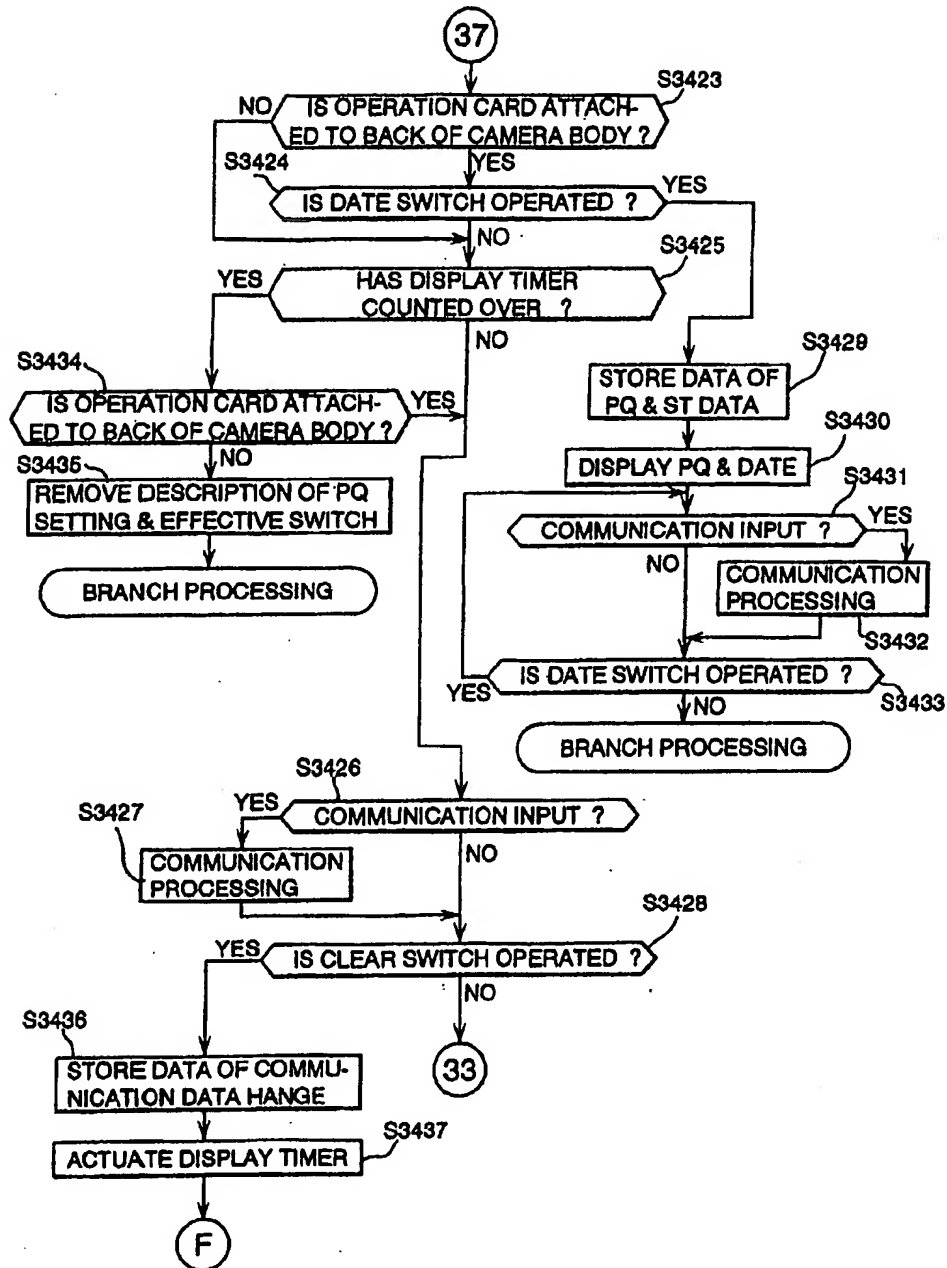 37
S3423
NO
IS OPERATION CARD ATTACH-
ED TO BACK OF CAMERA BODY ?
YES
S3424
IS DATE SWITCH OPERATED ?
YES
NO
S3425
YES
HAS DISPLAY TIMER
COUNTED OVER ?
NO
S3434
IS OPERATION CARD ATTACH-
ED TO BACK OF CAMERA BODY ?
YES
NO
S3435
REMOVE DESCRIPTION OF PQ
SETTING & EFFECTIVE SWITCH
BRANCH PROCESSING
S3429
STORE DATA OF
PQ & ST DATA
S3430
DISPLAY PQ & DATE
S3431
COMMUNICATION INPUT ?
YES
NO
COMMUNICATION
PROCESSING
S3432
IS DATE SWITCH OPERATED ?
YES
S3433
NO
BRANCH PROCESSING
S3426
YES
COMMUNICATION INPUT ?
S3427
NO
COMMUNICATION
PROCESSING
S3428
YES
IS CLEAR SWITCH OPERATED ?
NO
33
S3436
STORE DATA OF COMMU-
NICATION DATA HANGE
S3437
ACTUATE DISPLAY TIMER
F